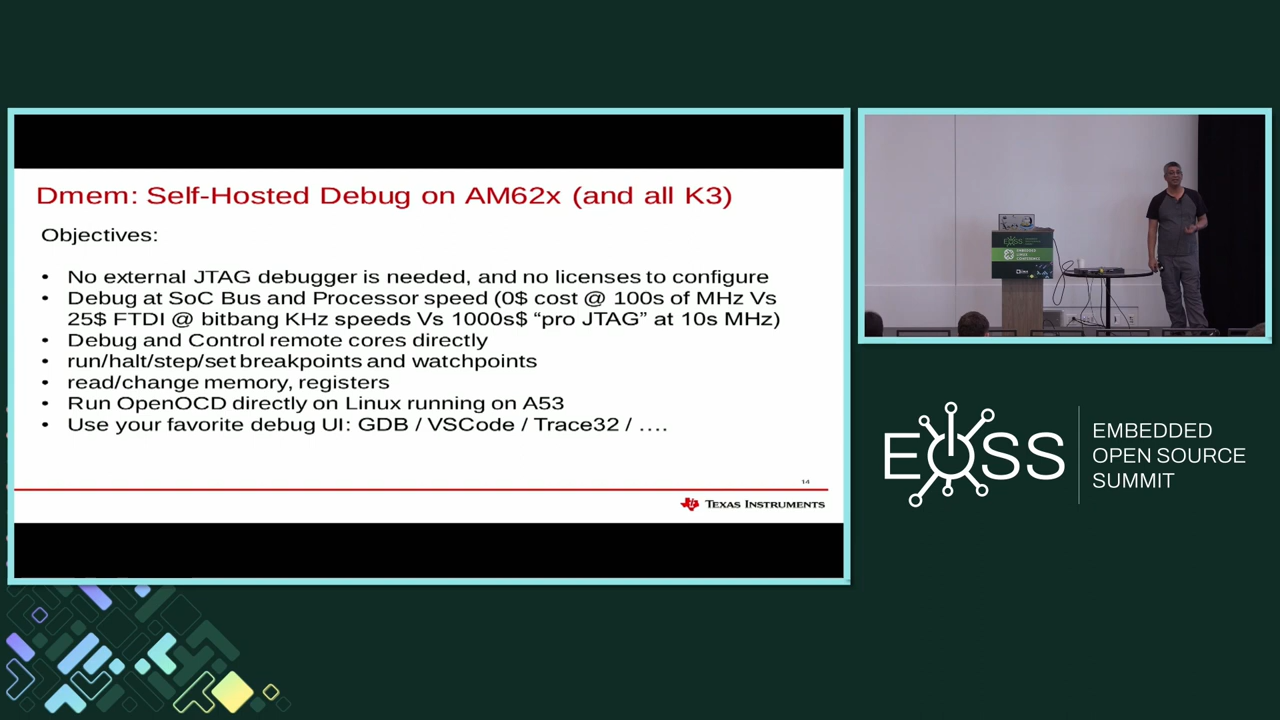 Dmem: Self-Hosted Debug on AM62x (and all K3)
Objectives:
• No external JTAG debugger is needed, and no licenses to configure
• Debug at SoC Bus and Processor speed (0$ cost @ 100s of MHz Vs
25$ FTDI @ bitbang KHz speeds Vs 1000s$ “pro JTAG” at 10s MHz)
• Debug and Control remote cores directly
• run/halt/step/set breakpoints and watchpoints
• read/change memory, registers
• Run OpenOCD directly on Linux running on A53
• Use your favorite debug UI: GDB / VSCode / Trace32 / ....
14
TEXAS INSTRUMENTS
EOSS
EOSS
EMBEDDED
OPEN SOURCE
SUMMIT